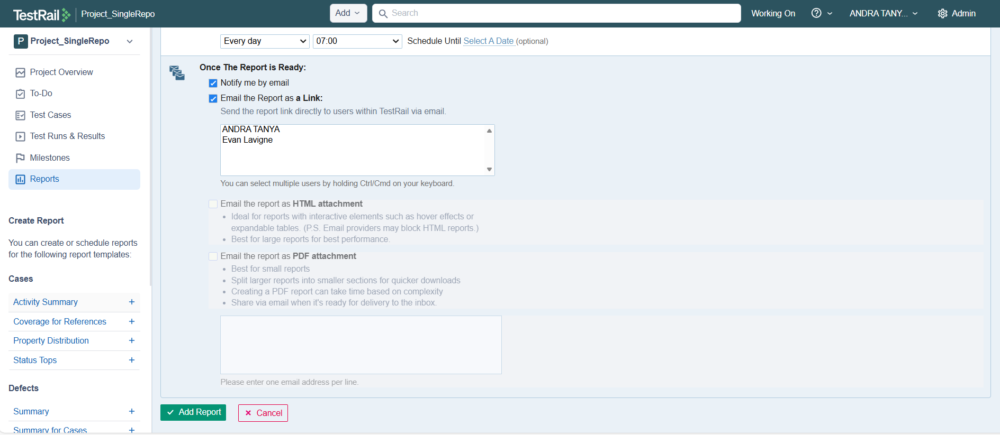 TestRail
Project_SingleRepo
Add
Search
Working On
ANDRA TANY...
Admin
P Project_SingleRepo
Project Overview
To-Do
Test Cases
Test Runs & Results
Milestones
Reports
Create Report
You can create or schedule reports
for the following report templates:
Cases
Activity Summary +
Coverage for References +
Property Distribution +
Status Tops +
Defects
Summary +
Summary for Cases +
Every day 07:00 Schedule Until Select A Date (optional)
Once The Report is Ready:
Notify me by email
Email the Report as a Link:
Send the report link directly to users within TestRail via email.
ANDRA TANYA
Evan Lavigne
You can select multiple users by holding Ctrl/Cmd on your keyboard.
Email the report as HTML attachment
• Ideal for reports with interactive elements such as hover effects or
expandable tables. (P.S. Email providers may block HTML reports.)
• Best for large reports for best performance.
Email the report as PDF attachment
• Best for small reports
• Split larger reports into smaller sections for quicker downloads
• Creating a PDF report can take time based on complexity
• Share via email when it's ready for delivery to the inbox.
Please enter one email address per line.
Add Report
Cancel